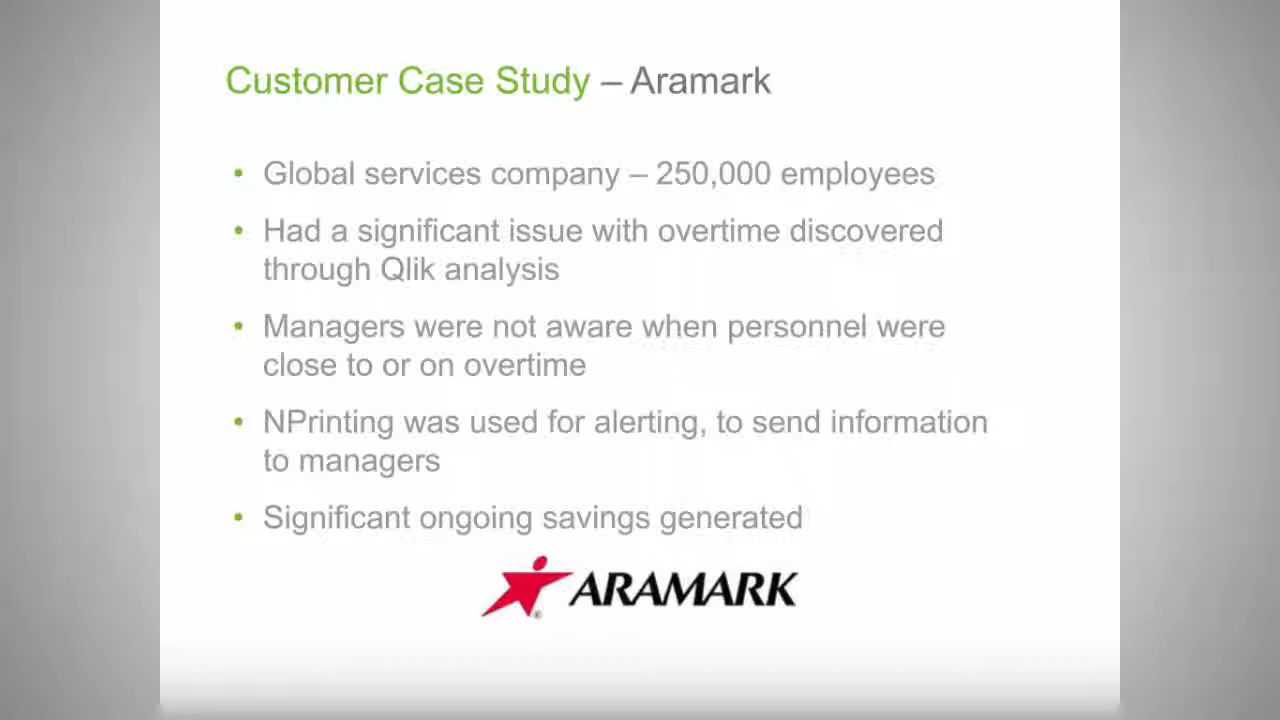 Customer Case Study – Aramark
• Global services company – 250,000 employees
• Had a significant issue with overtime discovered
through Qlik analysis
• Managers were not aware when personnel were
close to or on overtime
• NPrinting was used for alerting, to send information
to managers
• Significant ongoing savings generated
ARAMARK
®